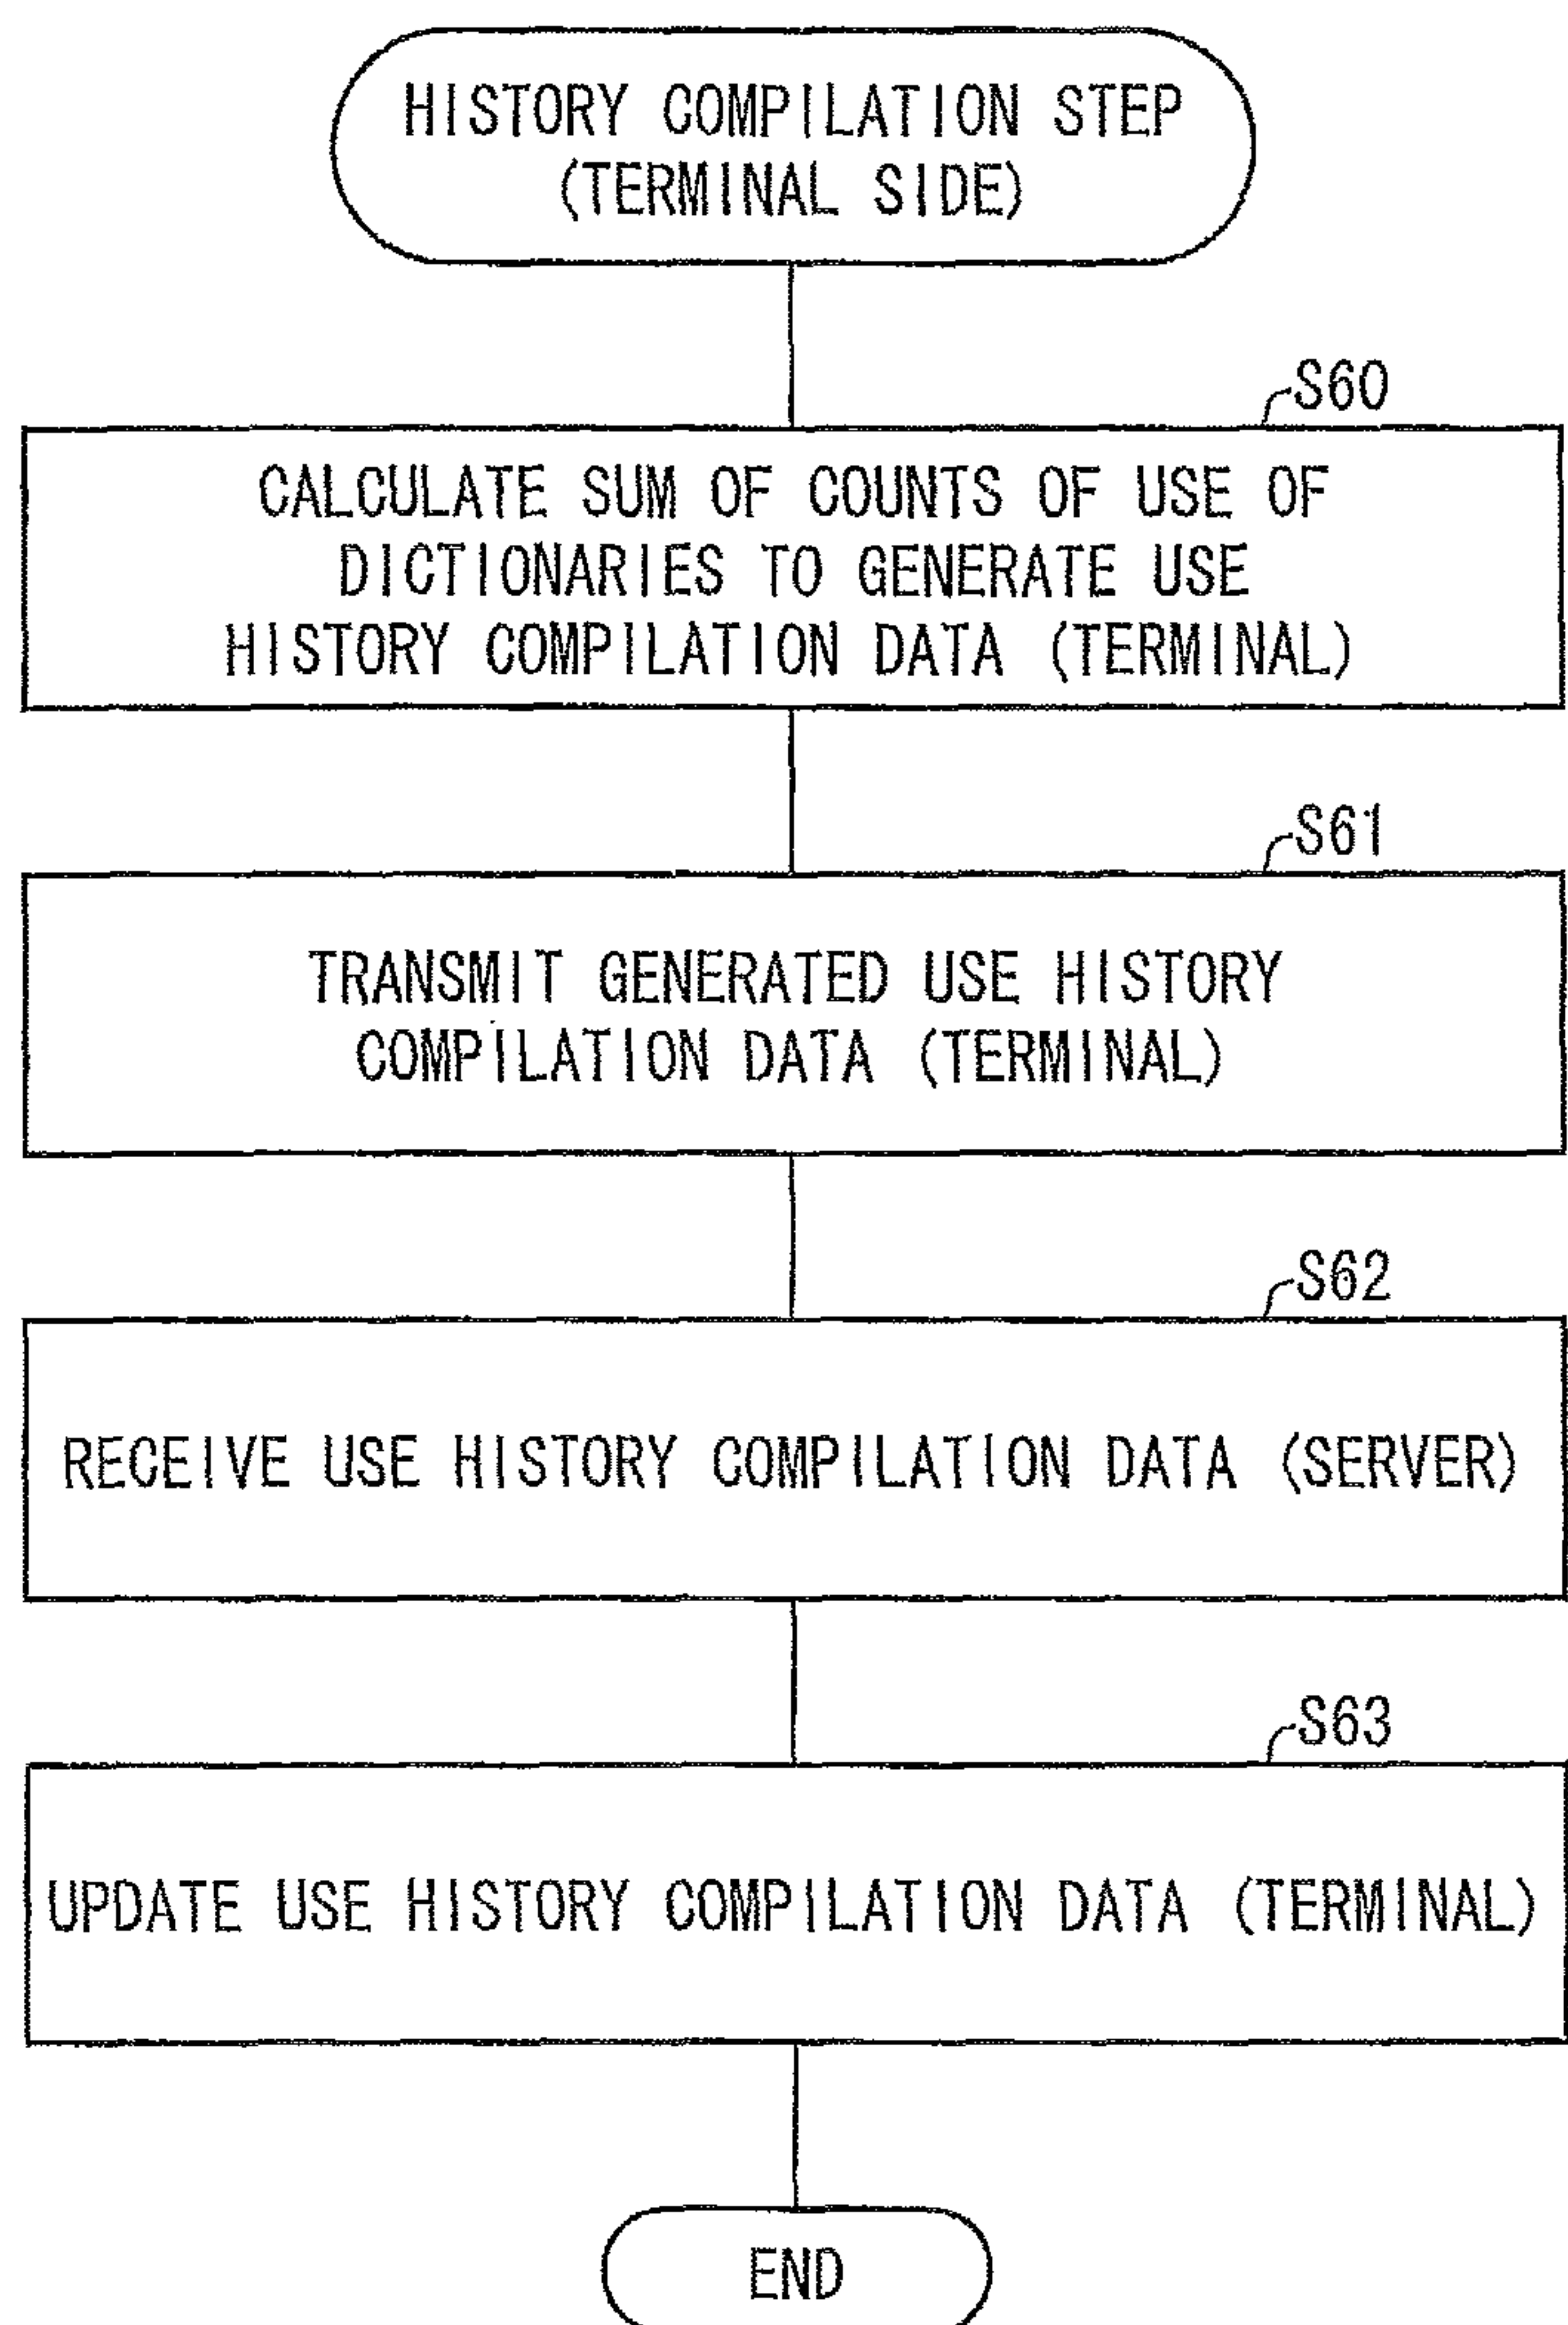 HISTORY COMPILATION STEP
(TERMINAL SIDE)
S60
CALCULATE SUM OF COUNTS OF USE OF
DICTIONARIES TO GENERATE USE
HISTORY COMPILATION DATA (TERMINAL)
S61
TRANSMIT GENERATED USE HISTORY
COMPILATION DATA (TERMINAL)
S62
RECEIVE USE HISTORY COMPILATION DATA (SERVER)
S63
UPDATE USE HISTORY COMPILATION DATA (TERMINAL)
END